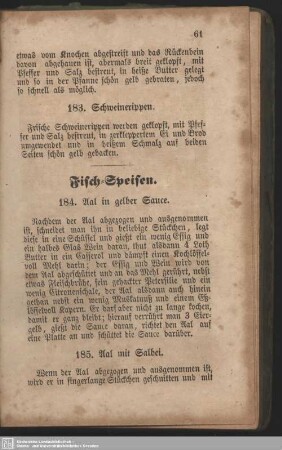 61
etwas vom Knochen abgestreift und das Rückenbein
davon abgehauen ist, abermals breit geklopft, mit
Pfeffer und Salz bestreut, in heiße Butter gelegt
und so in der Pfanne schön geld gebraten, jedoch
so schnell als möglich.
183. Schweinerippen.
Frische Schweinerippen werden geklopft, mit Pfef-
fer und Salz bestreut, in zerkleppertem Ei und Brod
umgewendet und in heißem Schmalz auf beiden
Seiten schön geld gebacken.
Fisch-Speisen.
184. Aal in gelber Sauce.
Nachdem der Aal abgezogen und ausgenommen
ist, schneidet man ihn in beliebige Stückchen, legt
diese in eine Schüssel und gießt ein wenig Essig und
ein halbes Glas Wein daran, thut alsdann 4 Loth
Butter in ein Casserol und dämpft einen Kochlöffel-
voll Mehl darin; der Essig und Wein wird von
dem Aal abgeschüttet und an das Mehl gerührt, nebst
etwas Fleischbrühe, fein gehackter Petersilie und ein
wenig Citronenschale, der Aal alsdann auch hinein
gethan nebst ein wenig Muskatnuß und einem Eß-
löffelvoll Kapern. Er darf aber nicht zu lange kochen,
damit er ganz bleibt; hierauf verrührt man 3 Eier-
geld, gießt die Sauce daran, richtet den Aal auf
eine Platte an und schüttet die Sauce darüber.
185. Aal mit Salbei.
Wenn der Aal abgezogen und ausgenommen ist,
wird er in fingerlange Stückchen geschnitten und mit